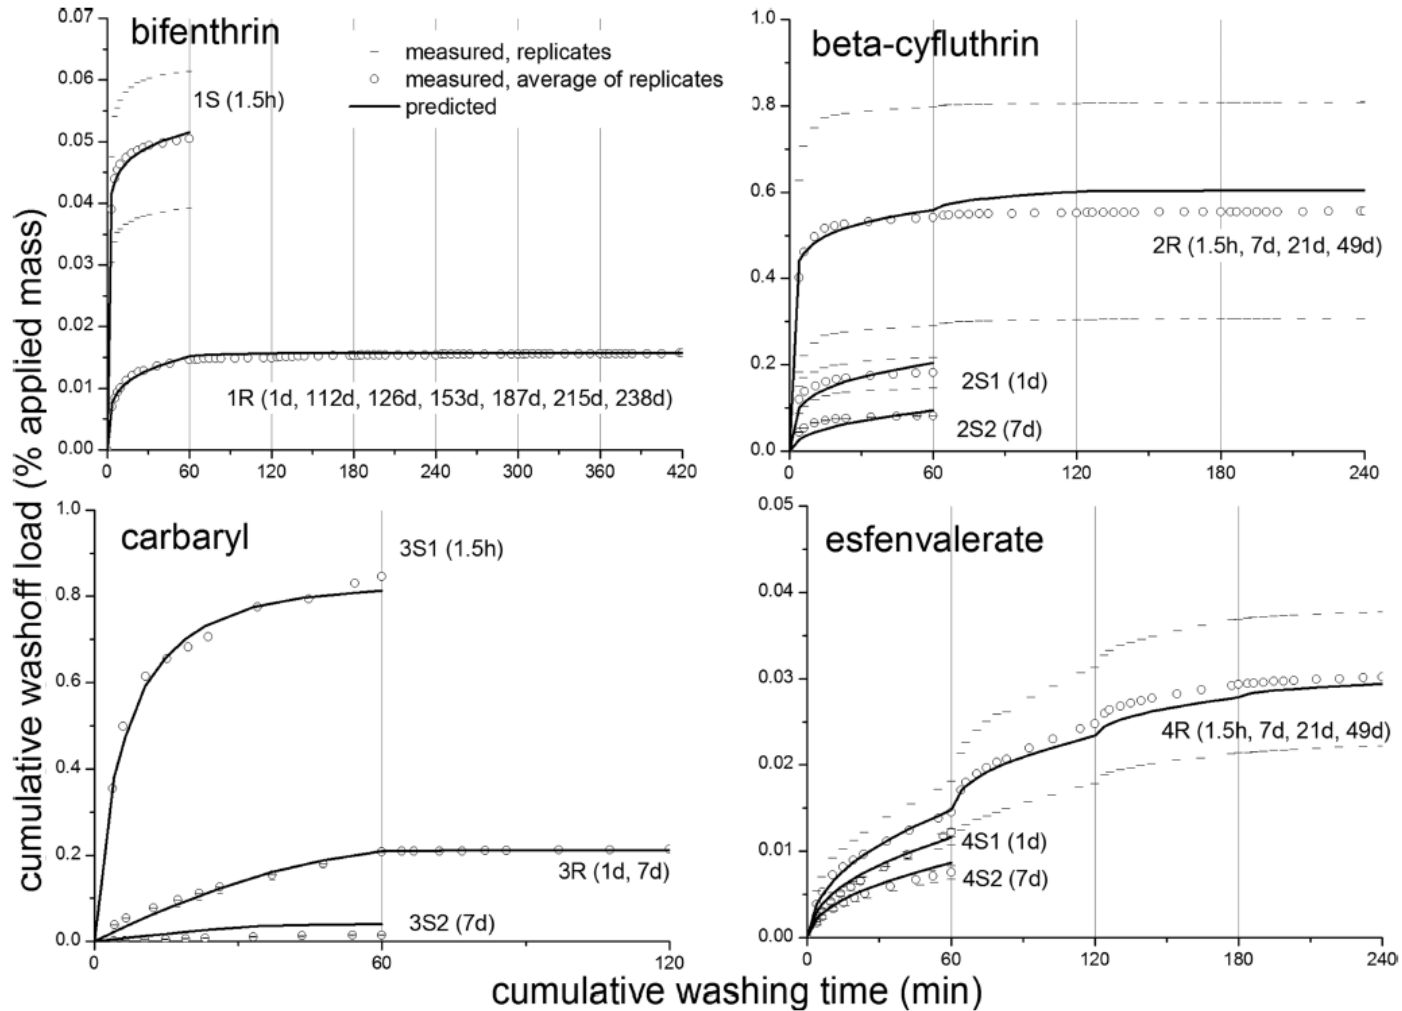 cumulative washoff load (% applied mass)
bifenthrin
measured, replicates
measured, average of replicates
predicted
1S (1.5h)
1R (1d, 112d, 126d, 153d, 187d, 215d, 238d)
0.07
0.06
0.05
0.04
0.03
0.02
0.01
0.00
0 60 120 180 240 300 360 420
beta-cyfluthrin
2R (1.5h, 7d, 21d, 49d)
2S1 (1d)
2S2 (7d)
1.0
0.8
0.6
0.4
0.2
0.0
0 60 120 180 240
carbaryl
3S1 (1.5h)
3R (1d, 7d)
3S2 (7d)
1.0
0.8
0.6
0.4
0.2
0.0
0 60 120
esfenvalerate
4R (1.5h, 7d, 21d, 49d)
4S1 (1d)
4S2 (7d)
0.05
0.04
0.03
0.02
0.01
0.00
0 60 120 180 240
cumulative washing time (min)